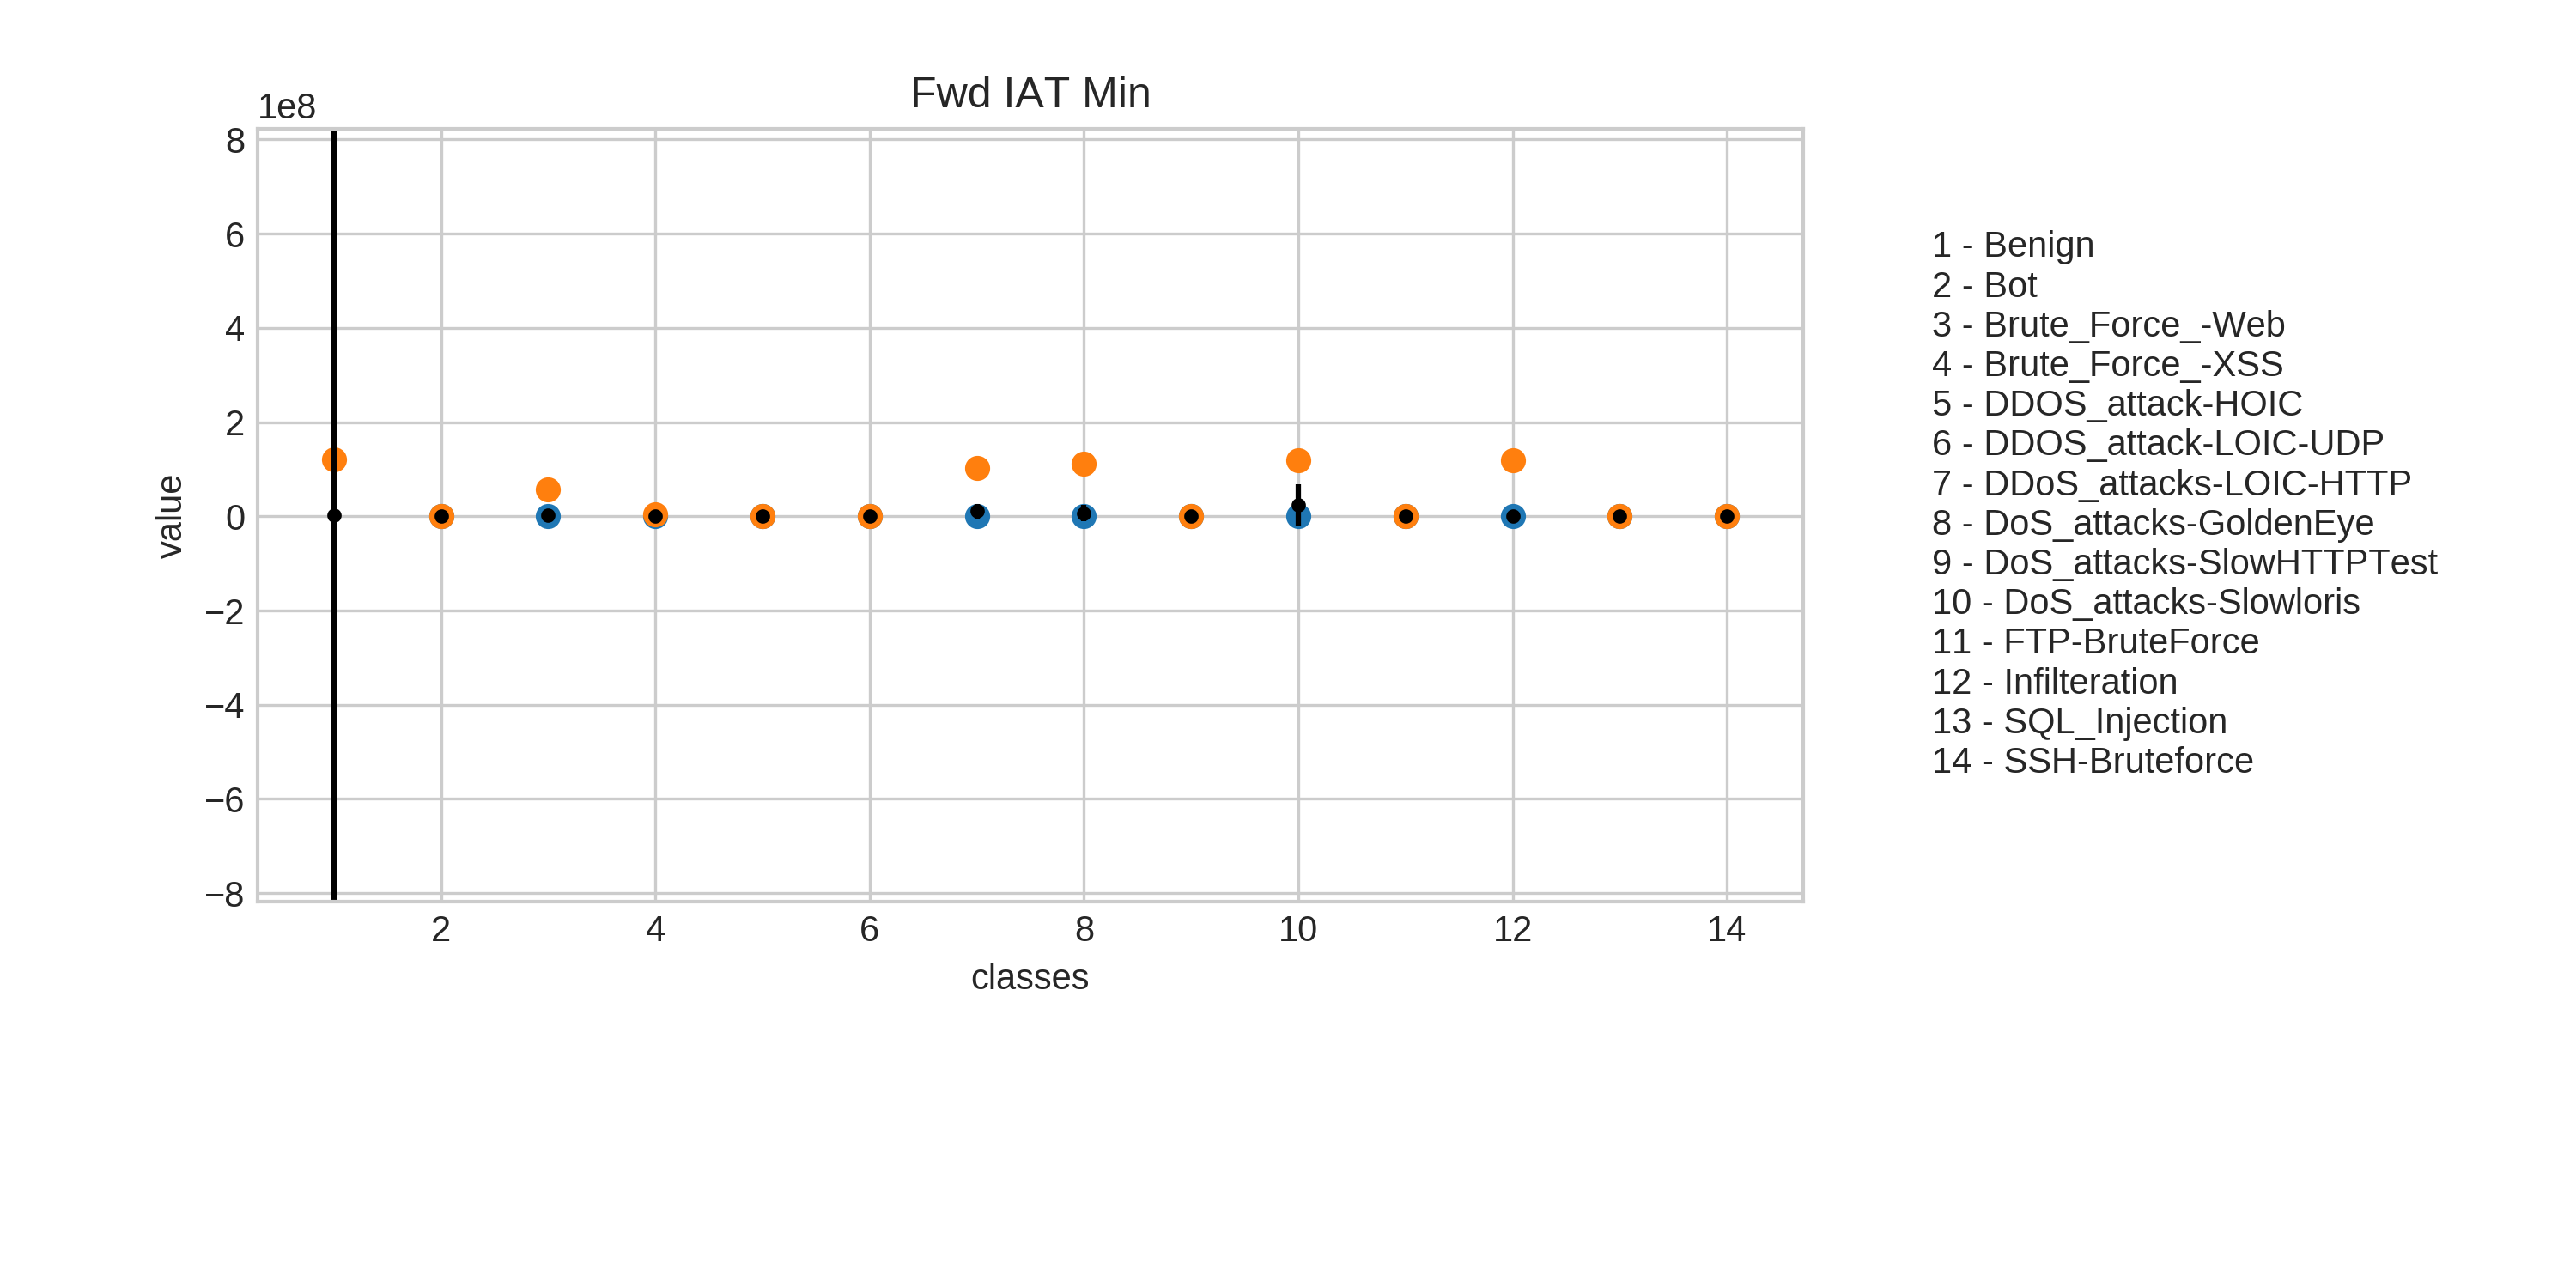 Fwd IAT Min
1e8
8
6
4
2
0
−2
−4
−6
−8
value
2 4 6 8 10 12 14
classes
1 - Benign
2 - Bot
3 - Brute_Force_-Web
4 - Brute_Force_-XSS
5 - DDOS_attack-HOIC
6 - DDOS_attack-LOIC-UDP
7 - DDoS_attacks-LOIC-HTTP
8 - DoS_attacks-GoldenEye
9 - DoS_attacks-SlowHTTPTest
10 - DoS_attacks-Slowloris
11 - FTP-BruteForce
12 - Infilteration
13 - SQL_Injection
14 - SSH-Bruteforce